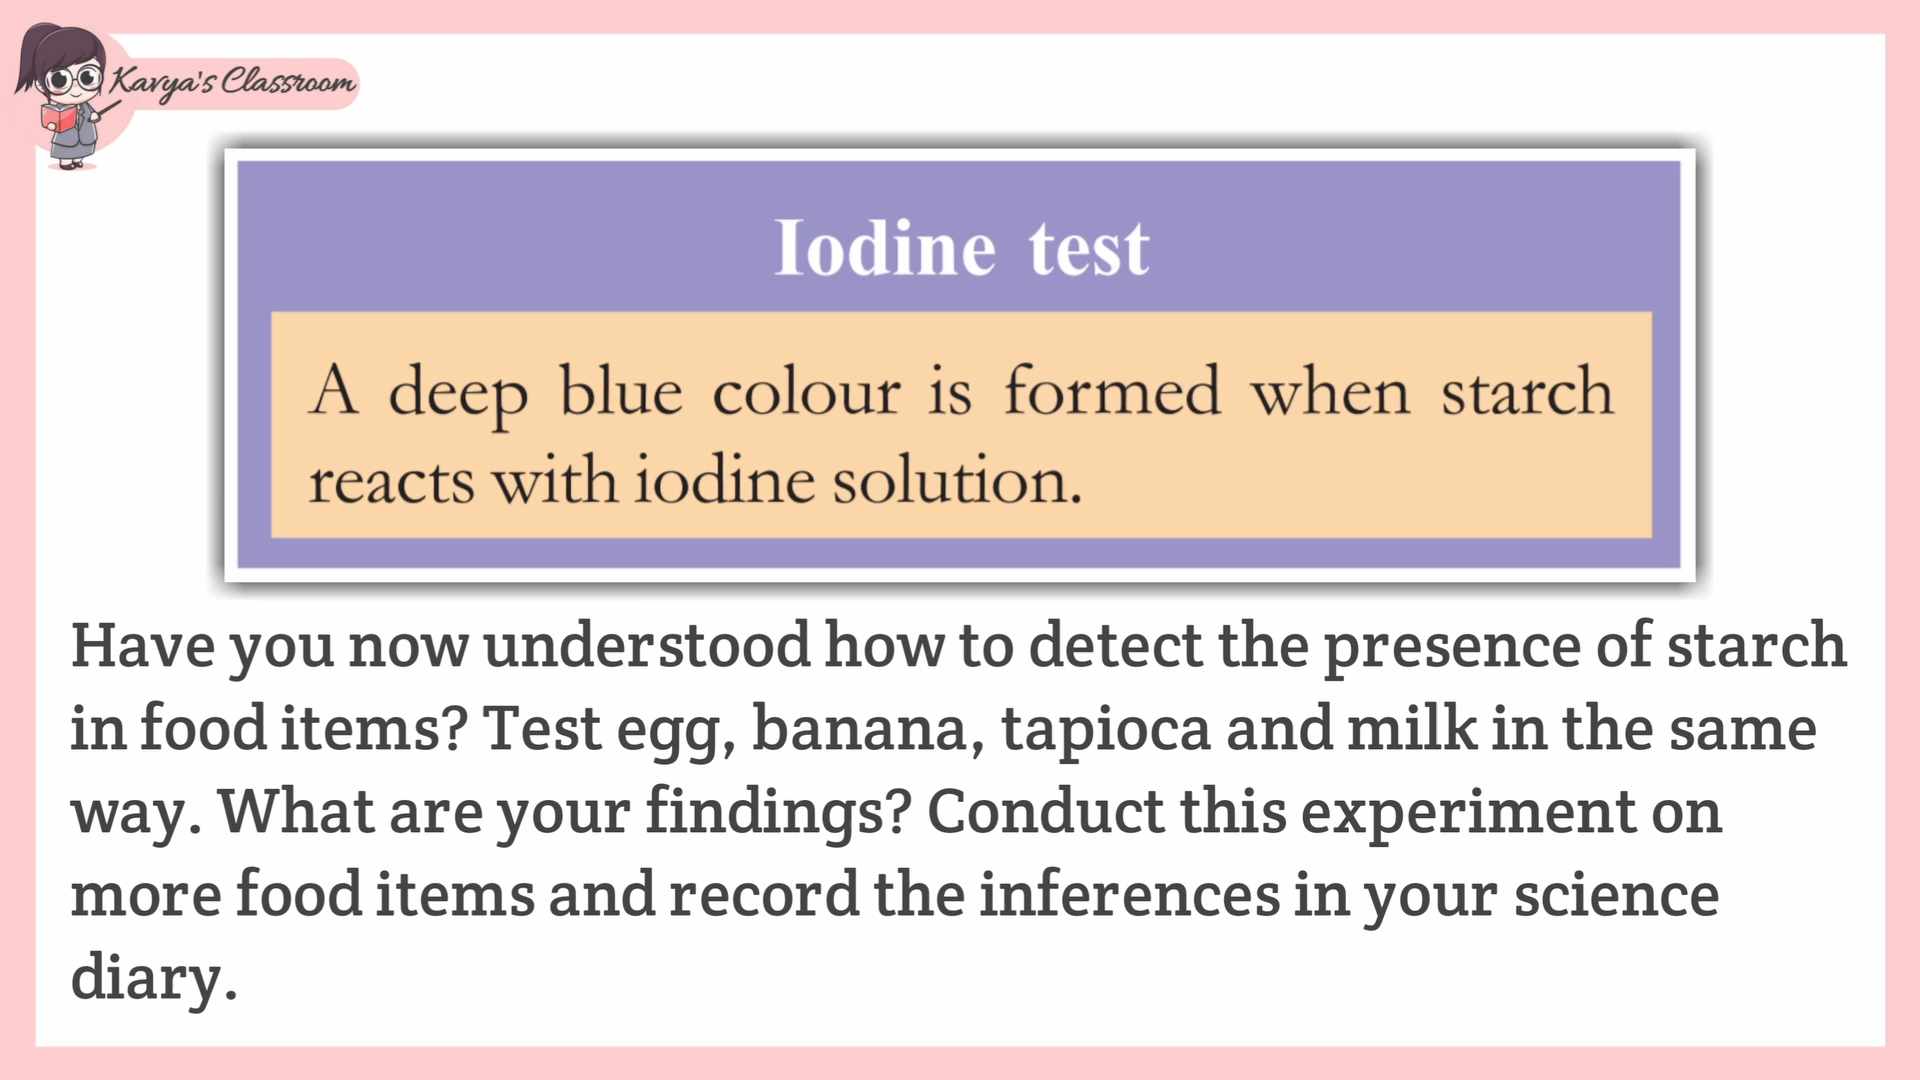 Kavya's Classroom
Iodine test
A deep blue colour is formed when starch
reacts with iodine solution.
Have you now understood how to detect the presence of starch
in food items? Test egg, banana, tapioca and milk in the same
way. What are your findings? Conduct this experiment on
more food items and record the inferences in your science
diary.